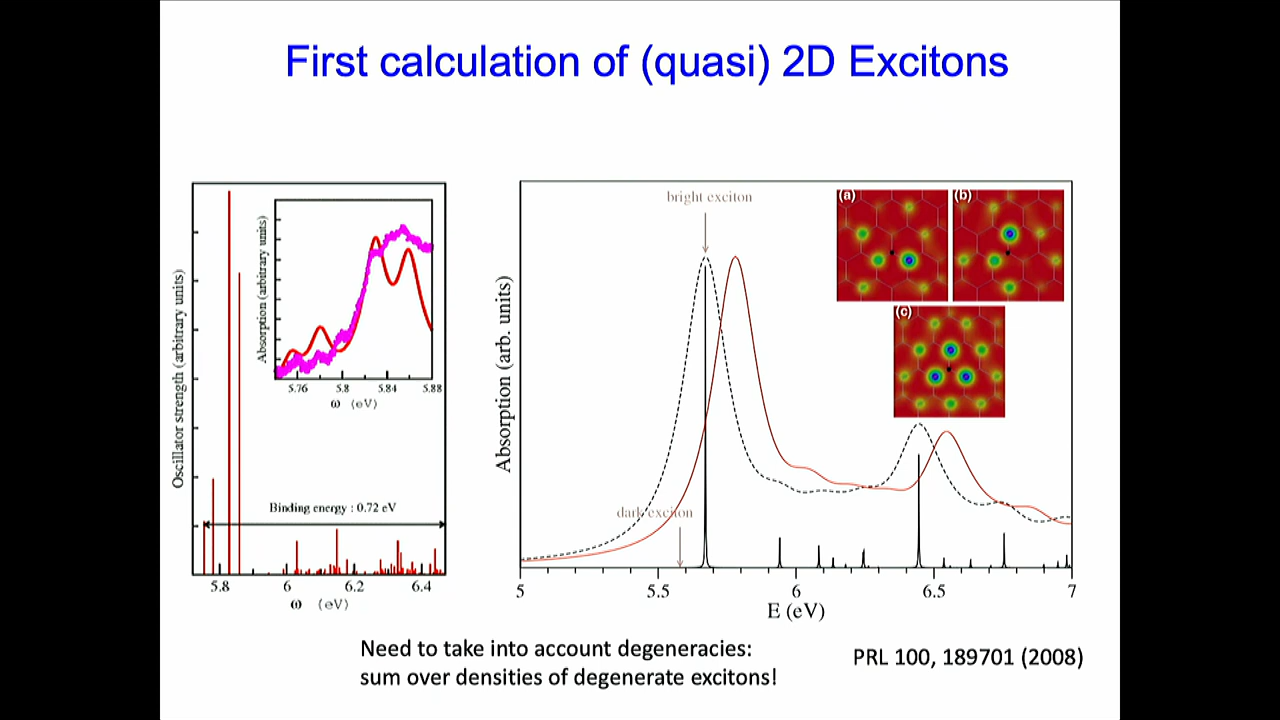 First calculation of (quasi) 2D Excitons
Oscillator strength (arbitrary units)
Absorption (arbitrary units)
5.76 5.8 5.84 5.88
ω (eV)
Binding energy : 0.72 eV
5.8 6 6.2 6.4
ω (eV)
Absorption (arb. units)
bright exciton
dark exciton
(a)
(b)
(c)
5 5.5 6 6.5 7
E (eV)
Need to take into account degeneracies:
sum over densities of degenerate excitons!
PRL 100, 189701 (2008)